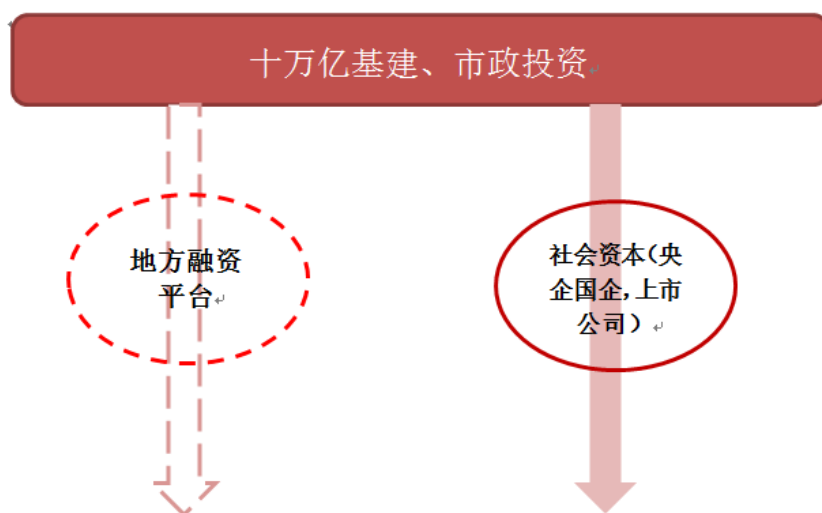 十万亿基建、市政投资
地方融资
平台
社会资本(央
企国企,上市
公司)